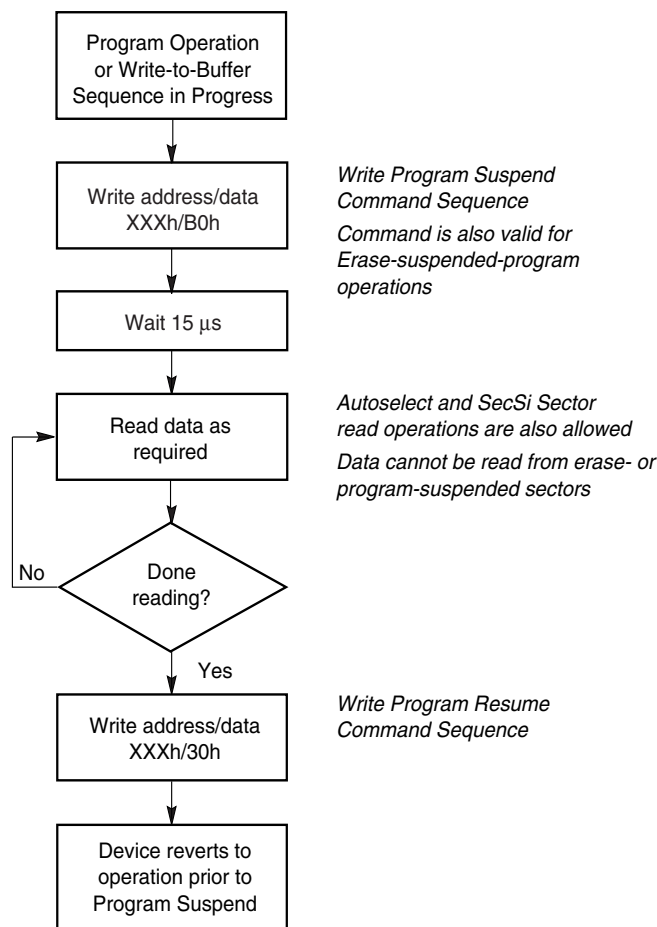 Program Operation
or Write-to-Buffer
Sequence in Progress
Write address/data
XXXh/B0h
Write Program Suspend
Command Sequence
Command is also valid for
Erase-suspended-program
operations
Wait 15 μs
Read data as
required
Autoselect and SecSi Sector
read operations are also allowed
Data cannot be read from erase- or
program-suspended sectors
No
Done
reading?
Yes
Write address/data
XXXh/30h
Write Program Resume
Command Sequence
Device reverts to
operation prior to
Program Suspend